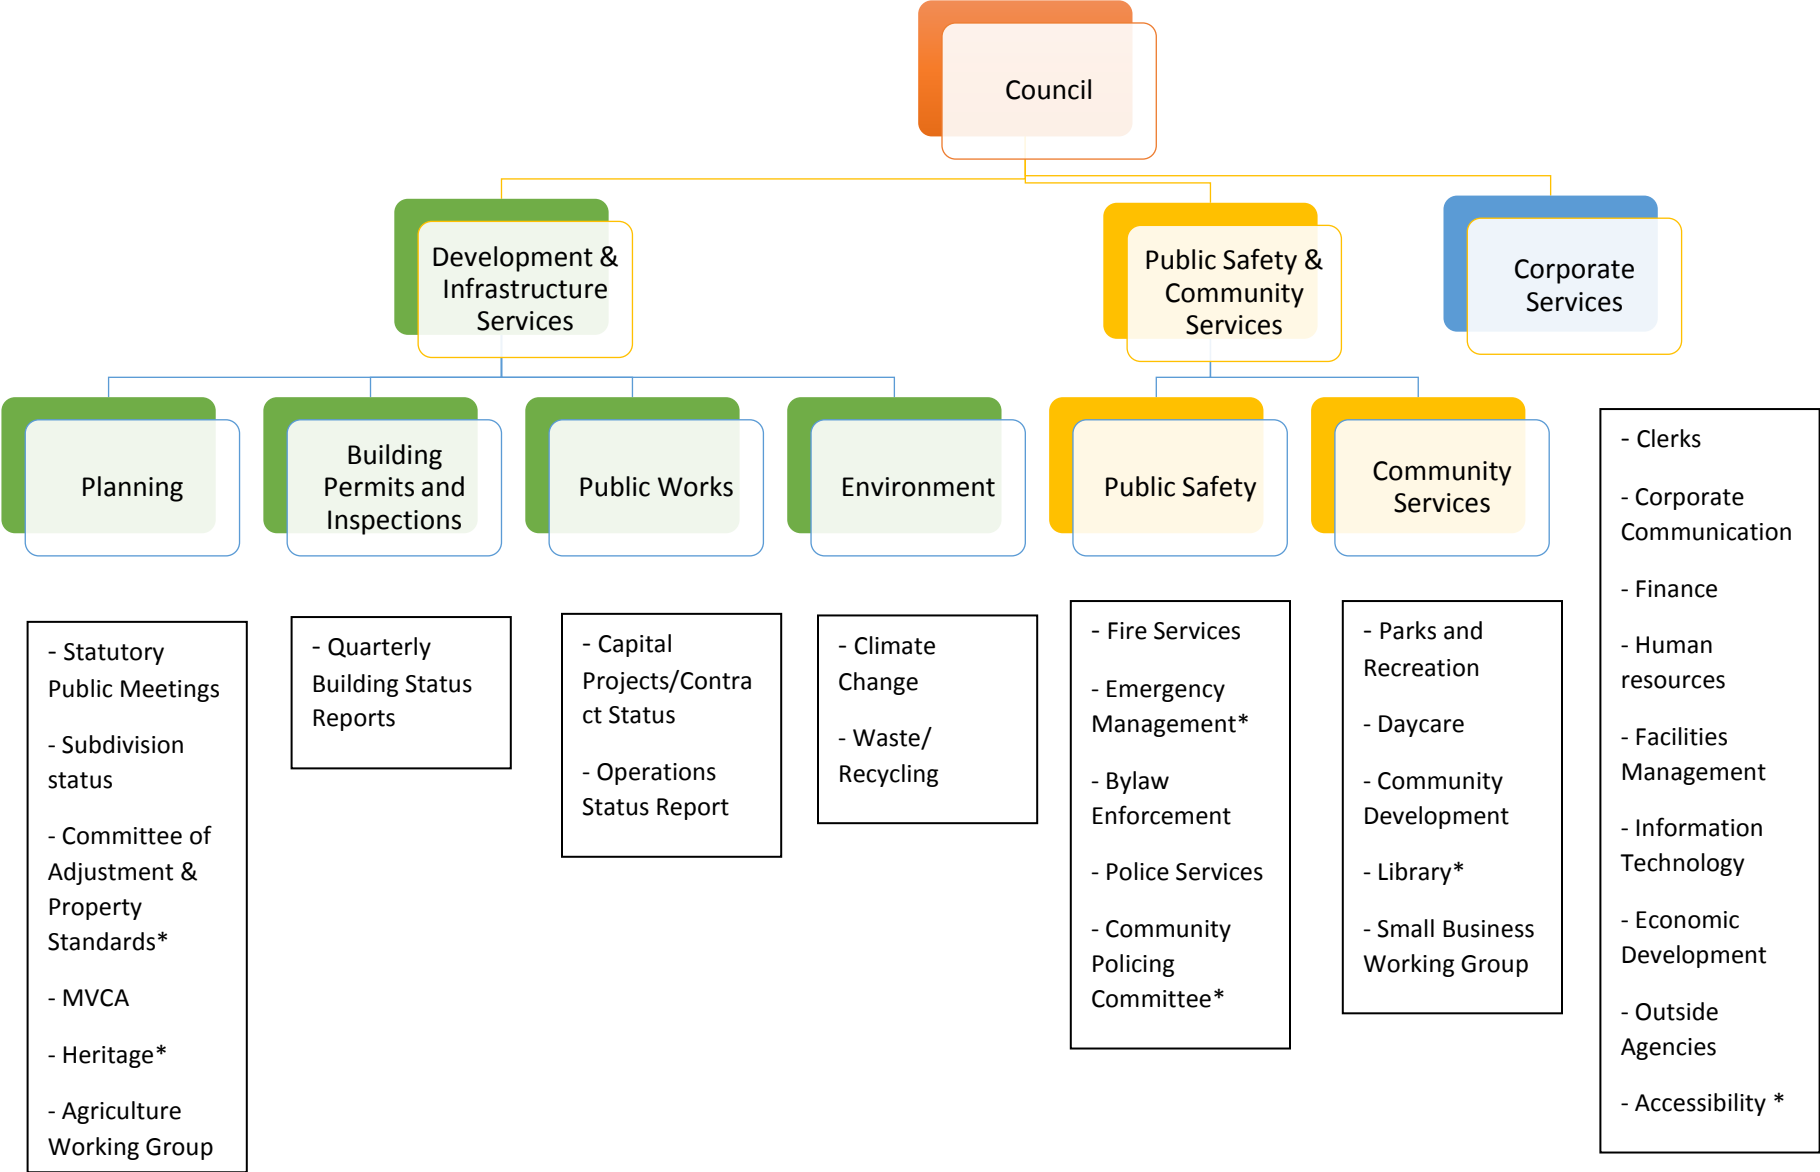 Council
Development &
Infrastructure
Services
Public Safety &
Community
Services
Corporate
Services
Planning
Building
Permits and
Inspections
Public Works
Environment
Public Safety
Community
Services
- Statutory
Public Meetings
- Subdivision
status
- Committee of
Adjustment &
Property
Standards*
- MVCA
- Heritage*
- Agriculture
Working Group
- Quarterly
Building Status
Reports
- Capital
Projects/Contra
ct Status
- Operations
Status Report
- Climate
Change
- Waste/
Recycling
- Fire Services
- Emergency
Management*
- Bylaw
Enforcement
- Police Services
- Community
Policing
Committee*
- Parks and
Recreation
- Daycare
- Community
Development
- Library*
- Small Business
Working Group
- Clerks
- Corporate
Communication
- Finance
- Human
resources
- Facilities
Management
- Information
Technology
- Economic
Development
- Outside
Agencies
- Accessibility *